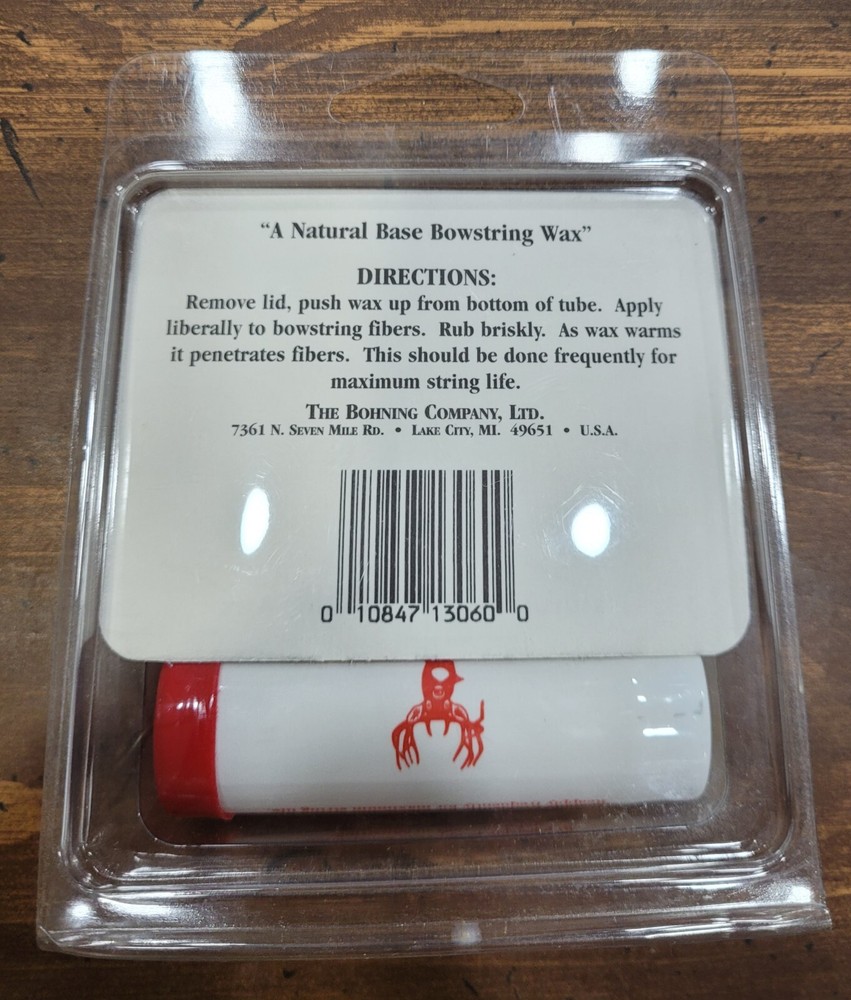 “A Natural Base Bowstring Wax”
DIRECTIONS:
Remove lid, push wax up from bottom of tube. Apply
liberally to bowstring fibers. Rub briskly. As wax warms
it penetrates fibers. This should be done frequently for
maximum string life.
The Bohning Company, Ltd.
7361 N. Seven Mile Rd. • Lake City, MI. 49651 • U.S.A.
0 10847 13060 0